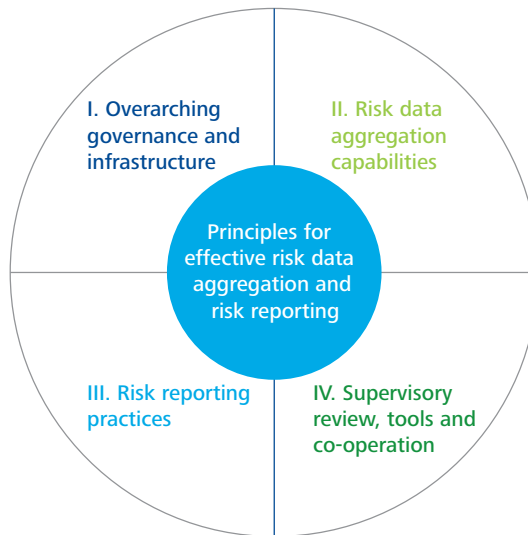 I. Overarching
governance and
infrastructure
II. Risk data
aggregation
capabilities
Principles for
effective risk data
aggregation and
risk reporting
III. Risk reporting
practices
IV. Supervisory
review, tools and
co-operation